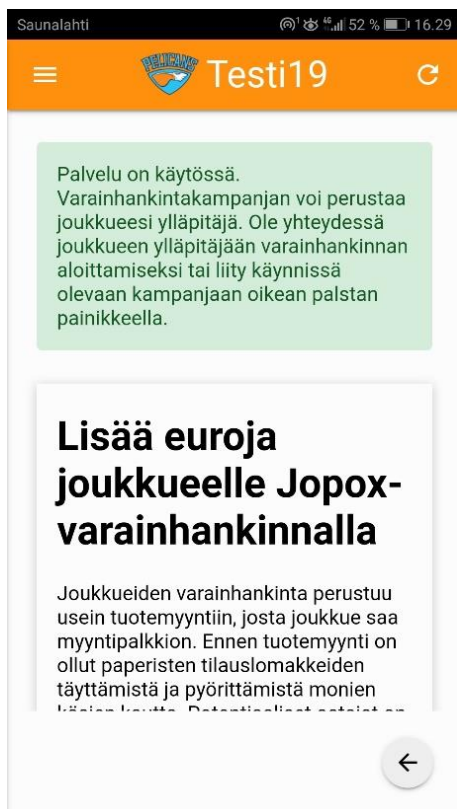 Saunalahti 52 % 16.29
PELICANS
Testi19
Palvelu on käytössä.
Varainhankintakampanjan voi perustaa
joukkueesi ylläpitäjä. Ole yhteydessä
joukkueen ylläpitäjään varainhankinnan
aloittamiseksi tai liity käynnissä
olevaan kampanjaan oikean palstan
painikkeella.
Lisää euroja
joukkueelle Jopox-
varainhankinnalla
Joukkueiden varainhankinta perustuu
usein tuotemyyntiin, josta joukkue saa
myyntipalkkion. Ennen tuotemyynti on
ollut paperisten tilauslomakkeiden
täyttämistä ja pyörittämistä monien